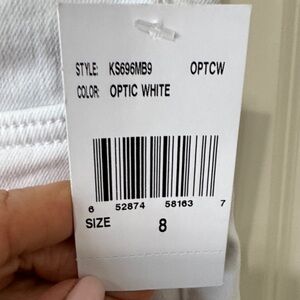 STYLE: KS696MB9 OPTCW
COLOR: OPTIC WHITE
6 52874 58163 7
SIZE 8